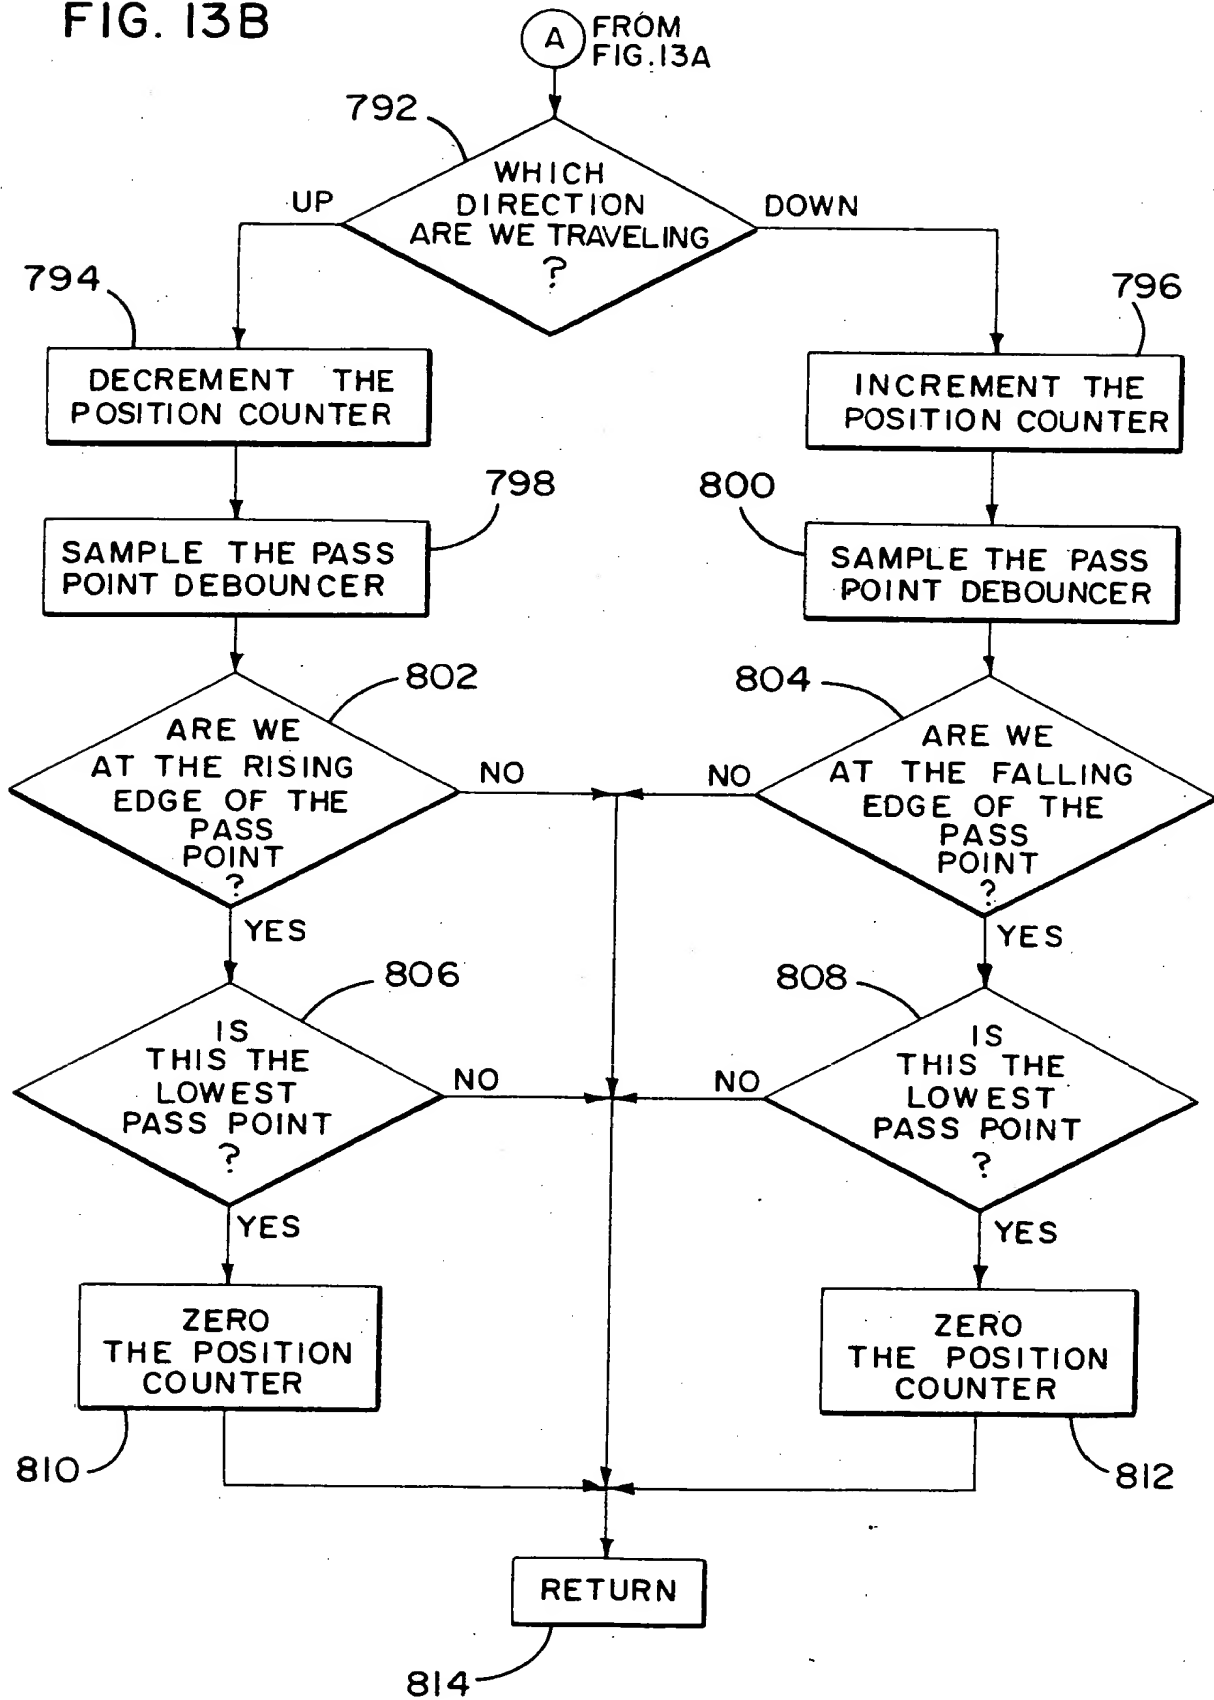 FIG. 13B
A
FROM
FIG.13A
792
WHICH
DIRECTION
ARE WE TRAVELING
?
UP
DOWN
794
DECREMENT THE
POSITION COUNTER
796
INCREMENT THE
POSITION COUNTER
798
SAMPLE THE PASS
POINT DEBOUNCER
800
SAMPLE THE PASS
POINT DEBOUNCER
802
ARE WE
AT THE RISING
EDGE OF THE
PASS
POINT
?
NO
YES
804
ARE WE
AT THE FALLING
EDGE OF THE
PASS
POINT
?
NO
YES
806
IS
THIS THE
LOWEST
PASS POINT
?
NO
YES
808
IS
THIS THE
LOWEST
PASS POINT
?
NO
YES
ZERO
THE POSITION
COUNTER
810
ZERO
THE POSITION
COUNTER
812
RETURN
814